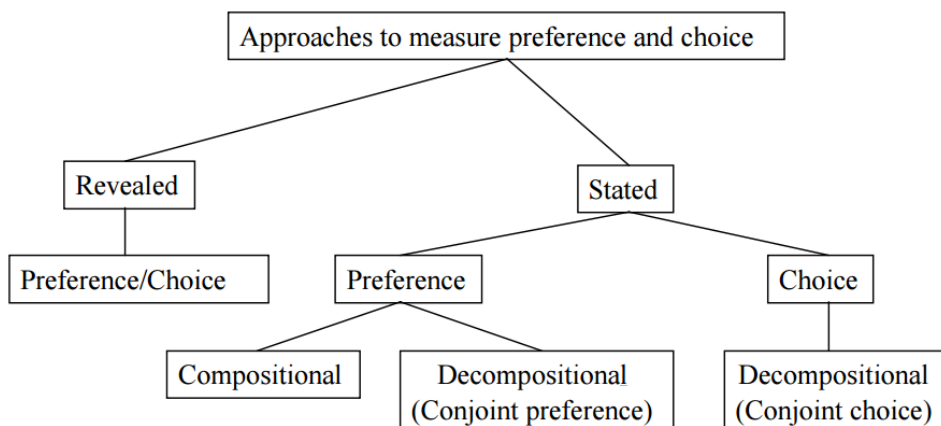 Approaches to measure preference and choice
Revealed
Stated
Preference/Choice
Preference
Choice
Compositional
Decompositional
(Conjoint preference)
Decompositional
(Conjoint choice)